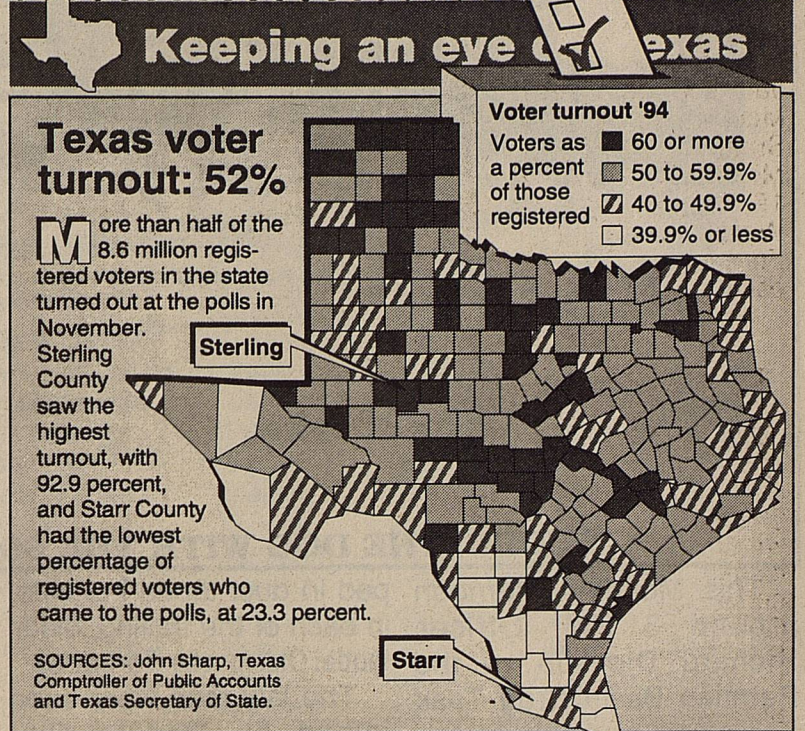 Keeping an eye on Texas
Texas voter
turnout: 52%
More than half of the
8.6 million regis-
tered voters in the state
turned out at the polls in
November.
Sterling
County
saw the
highest
turnout, with
92.9 percent,
and Starr County
had the lowest
percentage of
registered voters who
came to the polls, at 23.3 percent.
SOURCES: John Sharp, Texas
Comptroller of Public Accounts
and Texas Secretary of State.
Voter turnout '94
Voters as
a percent
of those
registered
60 or more
50 to 59.9%
40 to 49.9%
39.9% or less
Sterling
Starr